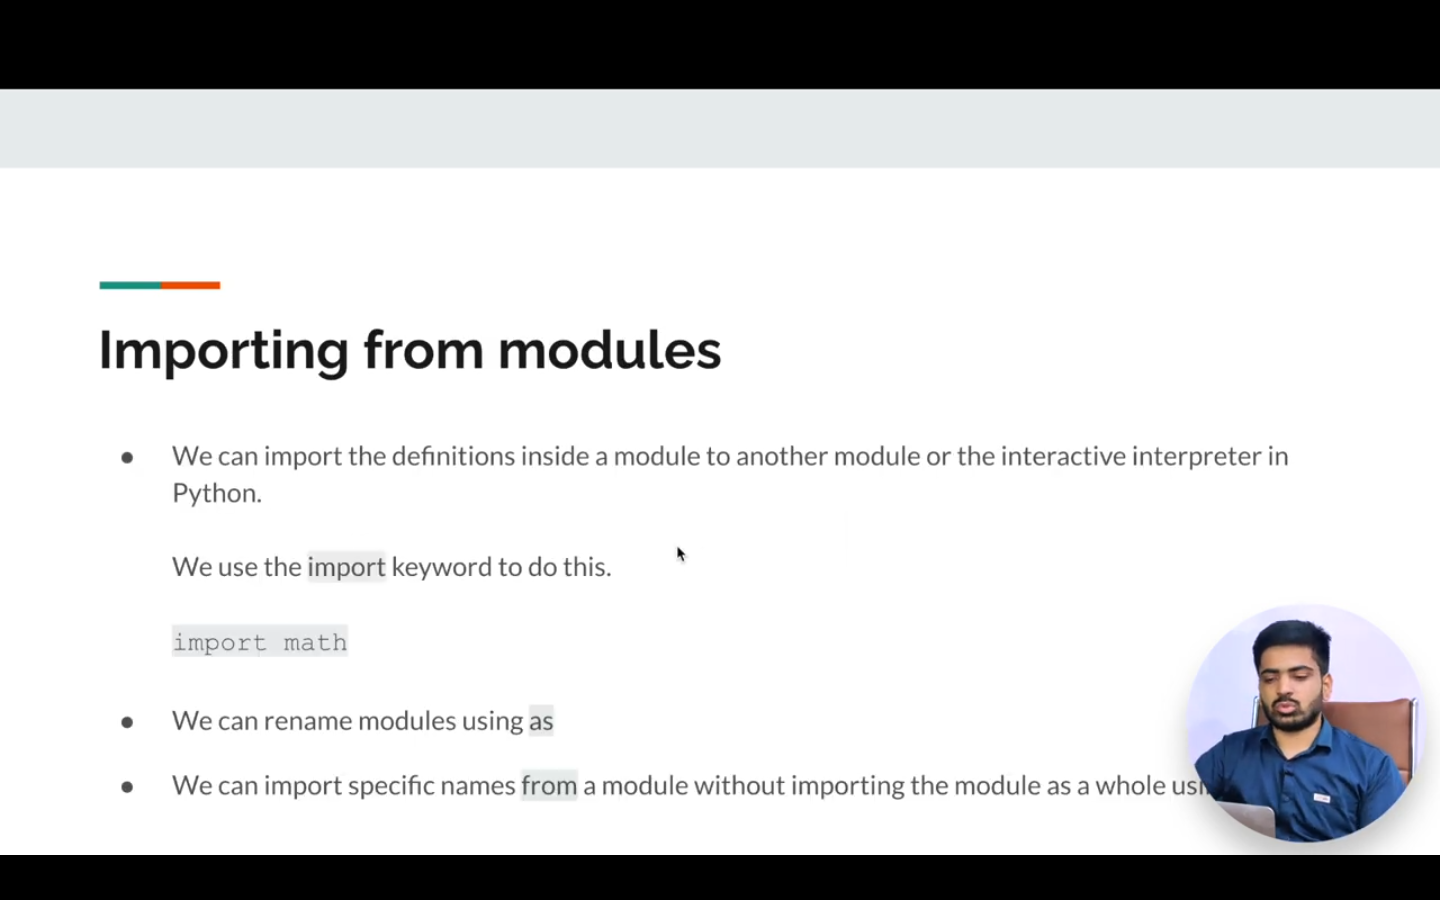 Importing from modules
● We can import the definitions inside a module to another module or the interactive interpreter in
Python.
We use the import keyword to do this.
import math
● We can rename modules using as
● We can import specific names from a module without importing the module as a whole